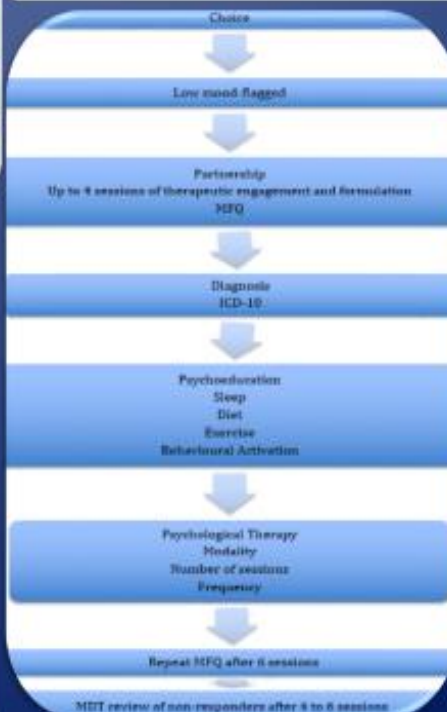 Choice
Low mood flagged
Partnership
Up to 4 sessions of therapeutic engagement and formulation
MFQ
Diagnosis
ICD-10
Psychoeducation
Sleep
Diet
Exercise
Behavioural Activation
Psychological Therapy
Modality
Number of sessions
Frequency
Repeat MFQ after 6 sessions
MDT review of non-responders after 4 to 6 sessions